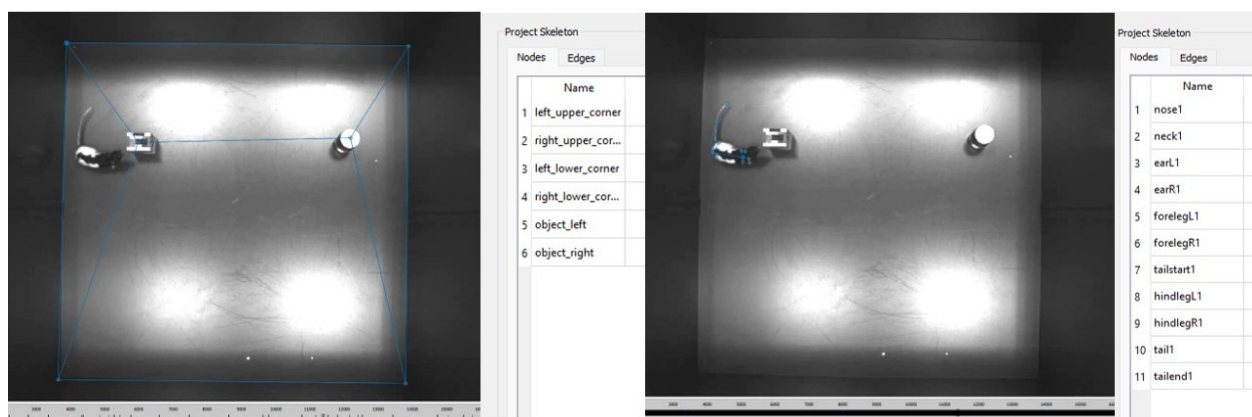 Project Skeleton
Nodes Edges
Name
1 left_upper_corner
2 right_upper_cor...
3 left_lower_corner
4 right_lower_cor...
5 object_left
6 object_right
Project Skeleton
Nodes Edges
Name
1 nose1
2 neck1
3 earL1
4 earR1
5 forelegL1
6 forelegR1
7 tailstart1
8 hindlegL1
9 hindlegR1
10 tail1
11 tailend1